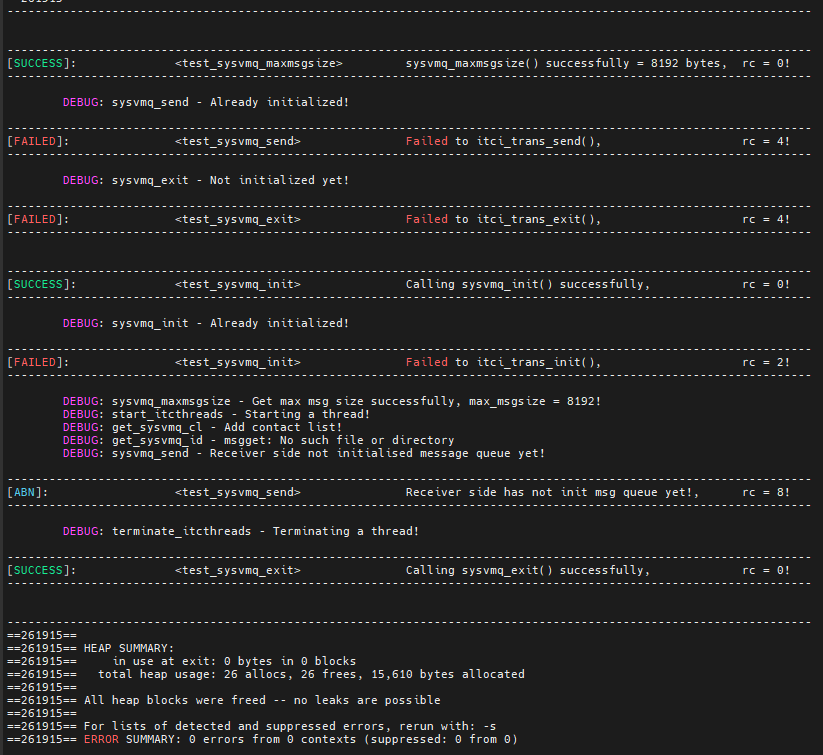 [SUCCESS]: <test_sysvmq_maxmsgsize> sysvmq_maxmsgsize() successfully = 8192 bytes, rc = 0!
DEBUG: sysvmq_send - Already initialized!
[FAILED]: <test_sysvmq_send> Failed to itci_trans_send(), rc = 4!
DEBUG: sysvmq_exit - Not initialized yet!
[FAILED]: <test_sysvmq_exit> Failed to itci_trans_exit(), rc = 4!
[SUCCESS]: <test_sysvmq_init> Calling sysvmq_init() successfully, rc = 0!
DEBUG: sysvmq_init - Already initialized!
[FAILED]: <test_sysvmq_init> Failed to itci_trans_init(), rc = 2!
DEBUG: sysvmq_maxmsgsize - Get max msg size successfully, max_msgsize = 8192!
DEBUG: start_itcthreads - Starting a thread!
DEBUG: get_sysvmq_cl - Add contact list!
DEBUG: get_sysvmq_id - msgget: No such file or directory
DEBUG: sysvmq_send - Receiver side not initialised message queue yet!
[ABN]: <test_sysvmq_send> Receiver side has not init msg queue yet!, rc = 8!
DEBUG: terminate_itcthreads - Terminating a thread!
[SUCCESS]: <test_sysvmq_exit> Calling sysvmq_exit() successfully, rc = 0!
==261915==
==261915== HEAP SUMMARY:
==261915== in use at exit: 0 bytes in 0 blocks
==261915== total heap usage: 26 allocs, 26 frees, 15,610 bytes allocated
==261915==
==261915== All heap blocks were freed -- no leaks are possible
==261915==
==261915== For lists of detected and suppressed errors, rerun with: -s
==261915== ERROR SUMMARY: 0 errors from 0 contexts (suppressed: 0 from 0)